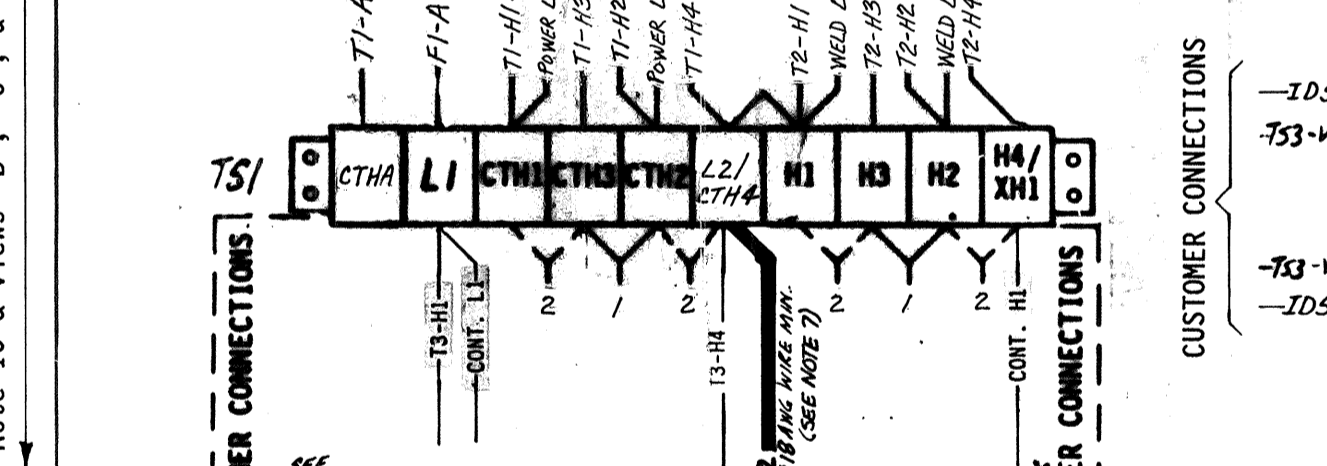 T1-A
F1-A
T1-H1
POWER L
T1-H3
T1-H2
POWER L
T1-H4
T2-H1
WELD L
T2-H3
T2-H2
WELD L
T2-H4
TS1
CTHA
L1
CTH1
CTH3
CTH2
L2/
CTH4
H1
H3
H2
H4/
XH1
2
1
2
2
1
2
T3-H1
CONT. L1
T3-H4
18AWG WIRE MIN.
(SEE NOTE 7)
CONT. H1
ER CONNECTIONS
ER CONNECTIONS
SEE
CUSTOMER CONNECTIONS
IDS
TS3-
TS3-
IDS